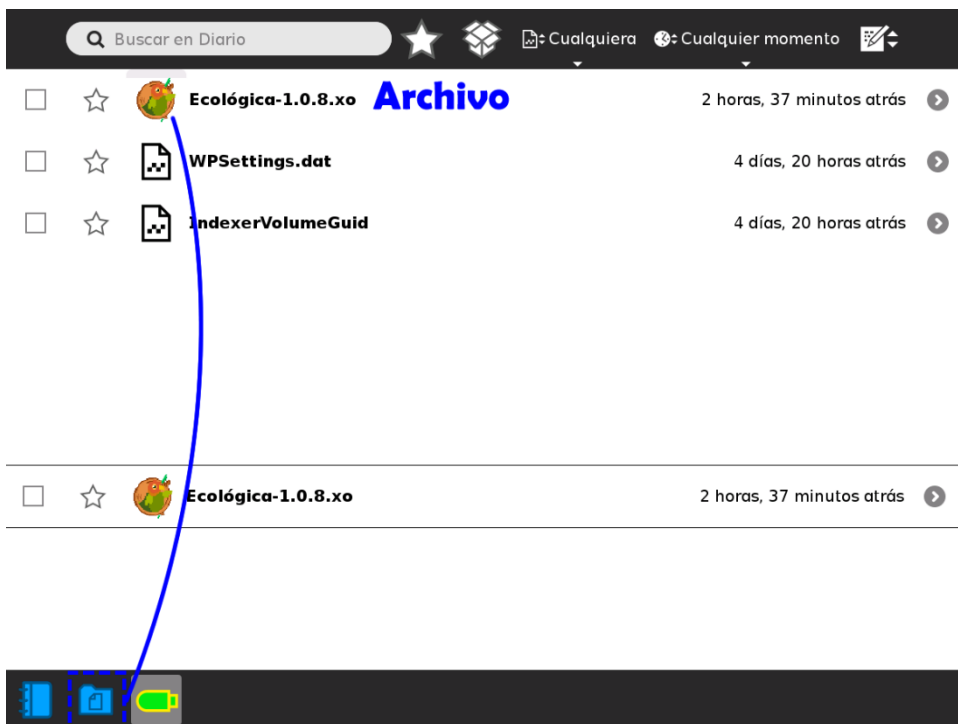 Buscar en Diario Cualquiera Cualquier momento
Ecológica-1.0.8.xo Archivo 2 horas, 37 minutos atrás
WPSettings.dat 4 días, 20 horas atrás
IndexerVolumeGuid 4 días, 20 horas atrás
Ecológica-1.0.8.xo 2 horas, 37 minutos atrás